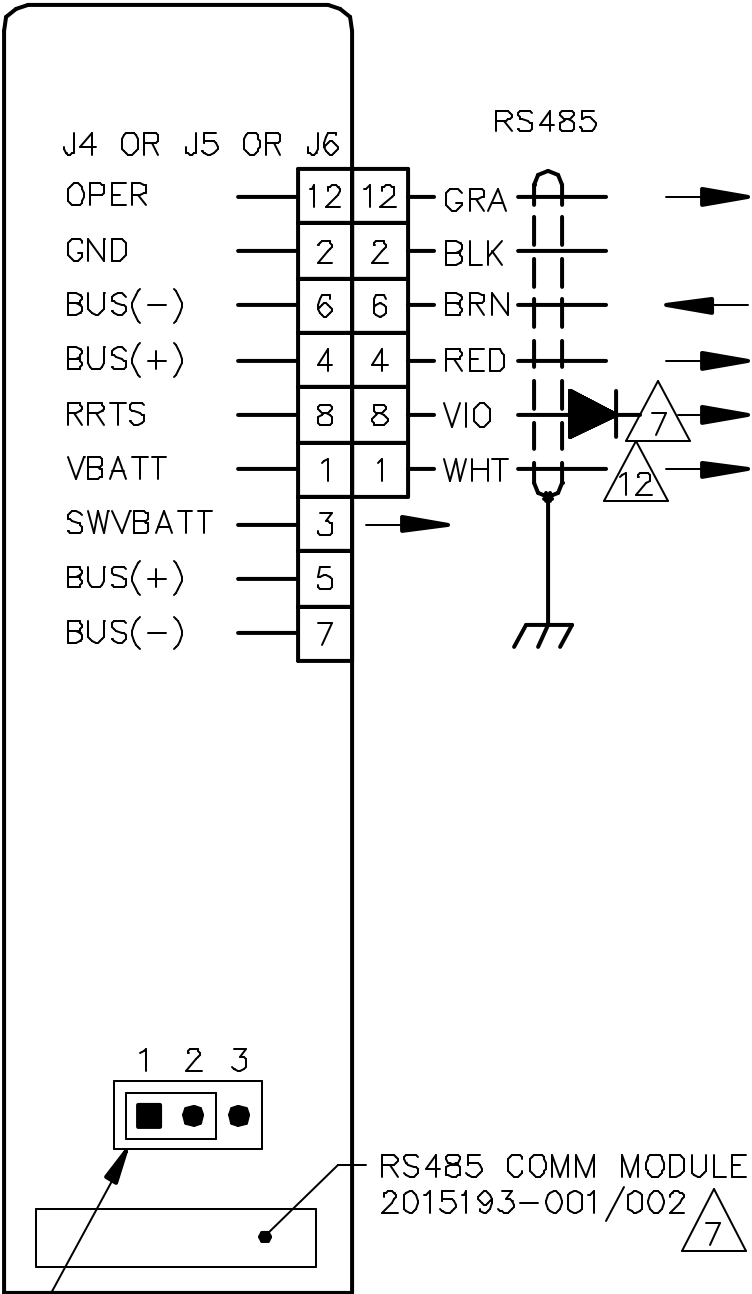 RS485
J4 OR J5 OR J6
OPER 12 12 GRA
GND 2 2 BLK
BUS(-) 6 6 BRN
BUS(+) 4 4 RED
RRTS 8 8 VIO 7
VBATT 1 1 WHT 12
SWVBATT 3
BUS(+) 5
BUS(-) 7
1 2 3
RS485 COMM MODULE
2015193-001/002 7